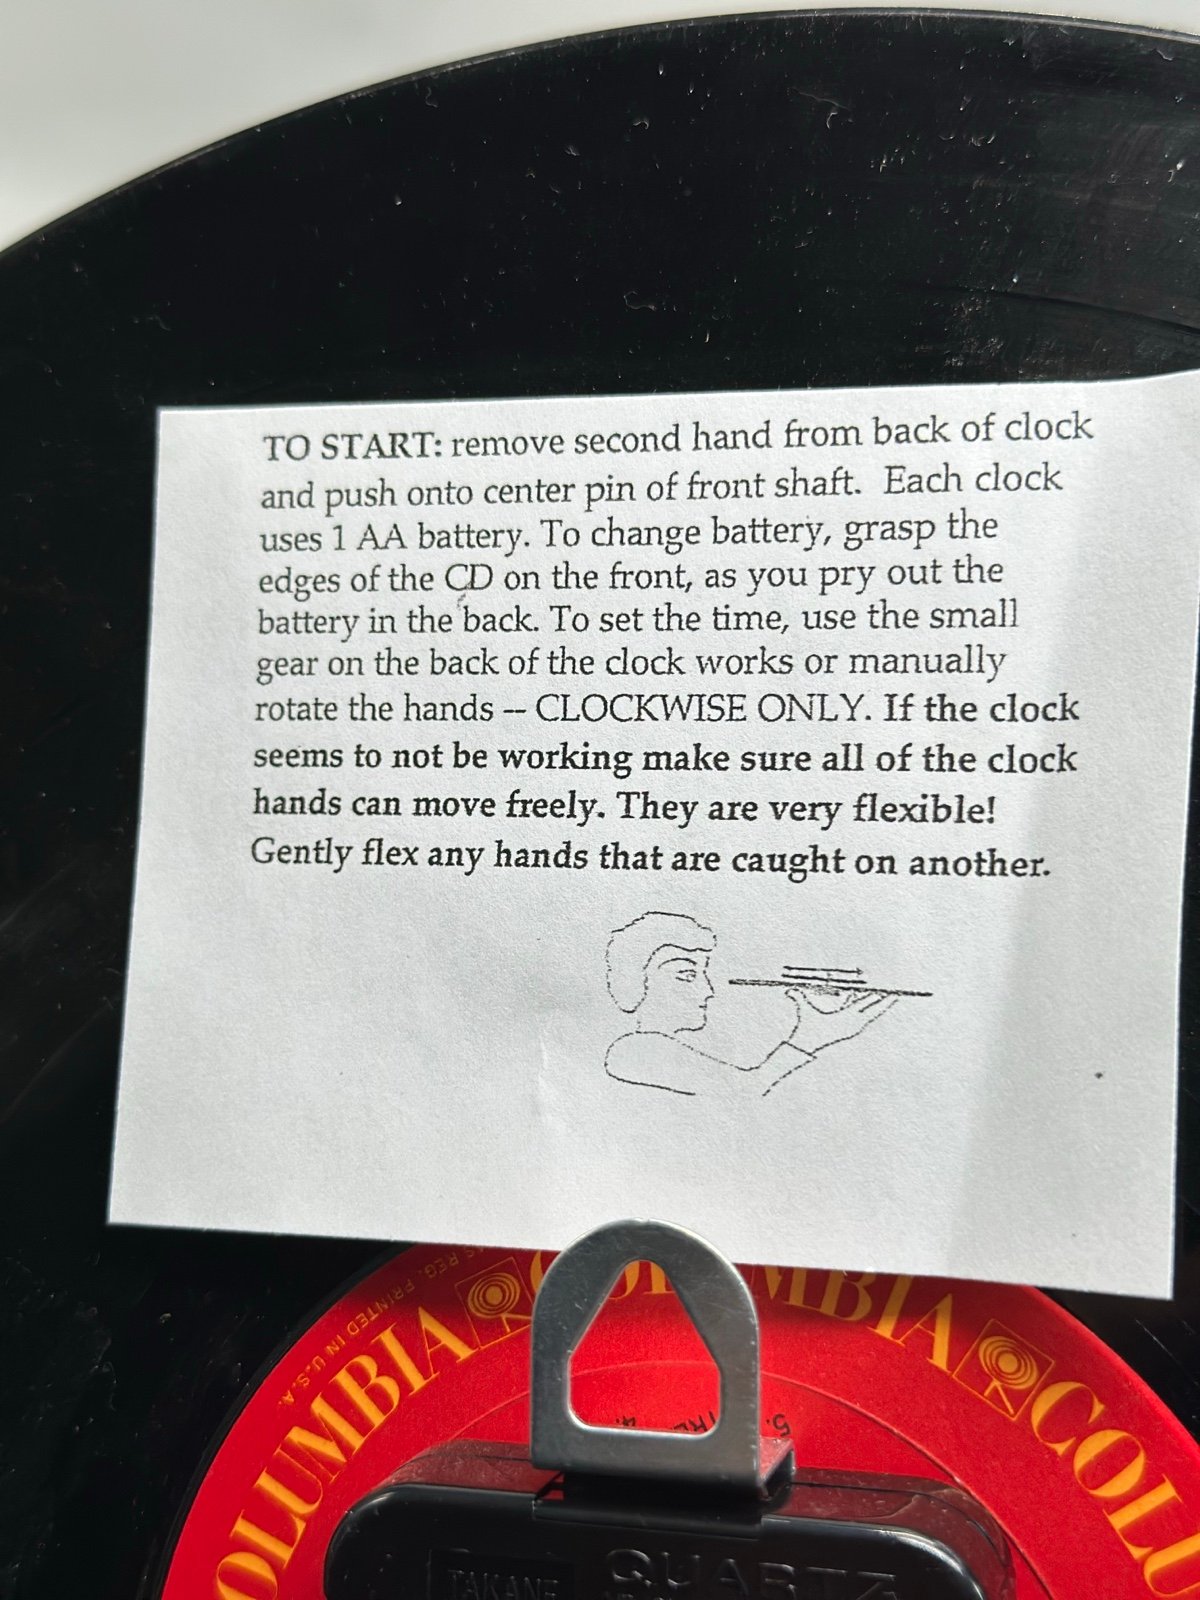 TO START: remove second hand from back of clock
and push onto center pin of front shaft.  Each clock
uses 1 AA battery. To change battery, grasp the
edges of the CD on the front, as you pry out the
battery in the back. To set the time, use the small
gear on the back of the clock works or manually
rotate the hands -- CLOCKWISE ONLY. If the clock
seems to not be working make sure all of the clock
hands can move freely. They are very flexible!
Gently flex any hands that are caught on another.
REG. PRINTED IN U.S.A.
COLUMBIA COLUMBIA COLU
5.
TAKANE QUARTZ